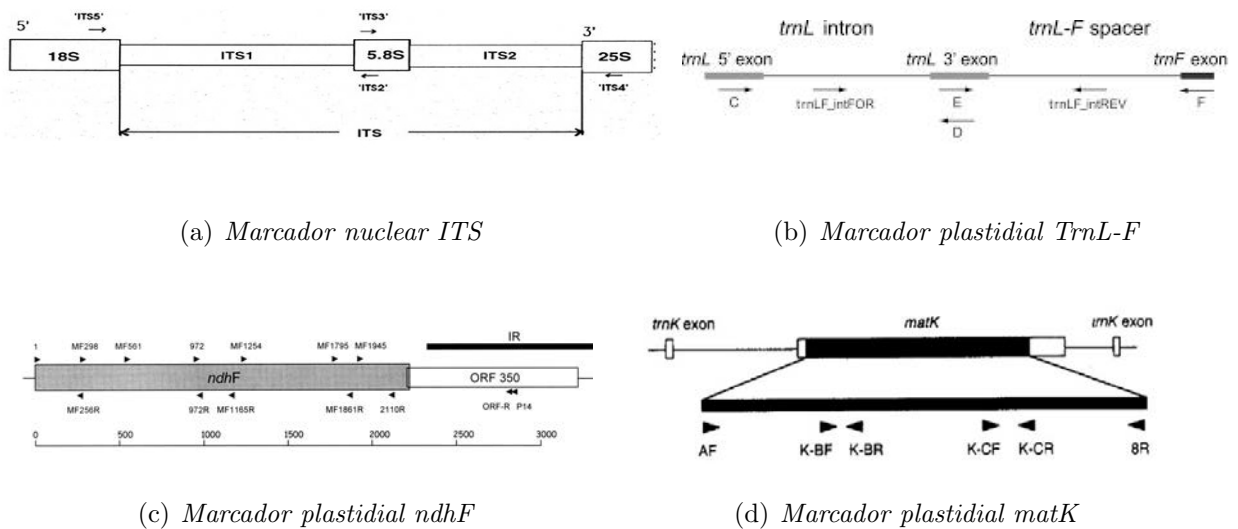 5'
'ITS5'
'ITS3'
3'
18S
ITS1
5.8S
ITS2
25S
'ITS2'
'ITS4'
ITS
(a) Marcador nuclear ITS
trnL intron
trnL-F spacer
trnL 5' exon
trnL 3' exon
trnF exon
C
trnLF_intFOR
E
trnLF_intREV
F
D
(b) Marcador plastidial TrnL-F
IR
1 MF298 MF561 972 MF1254 MF1795 MF1945
ndhF
ORF 350
MF256R 972R MF1165R MF1861R 2110R ORF-R P14
0 500 1000 1500 2000 2500 3000
(c) Marcador plastidial ndhF
trnK exon
matK
trnK exon
AF K-BF K-BR K-CF K-CR 8R
(d) Marcador plastidial matK